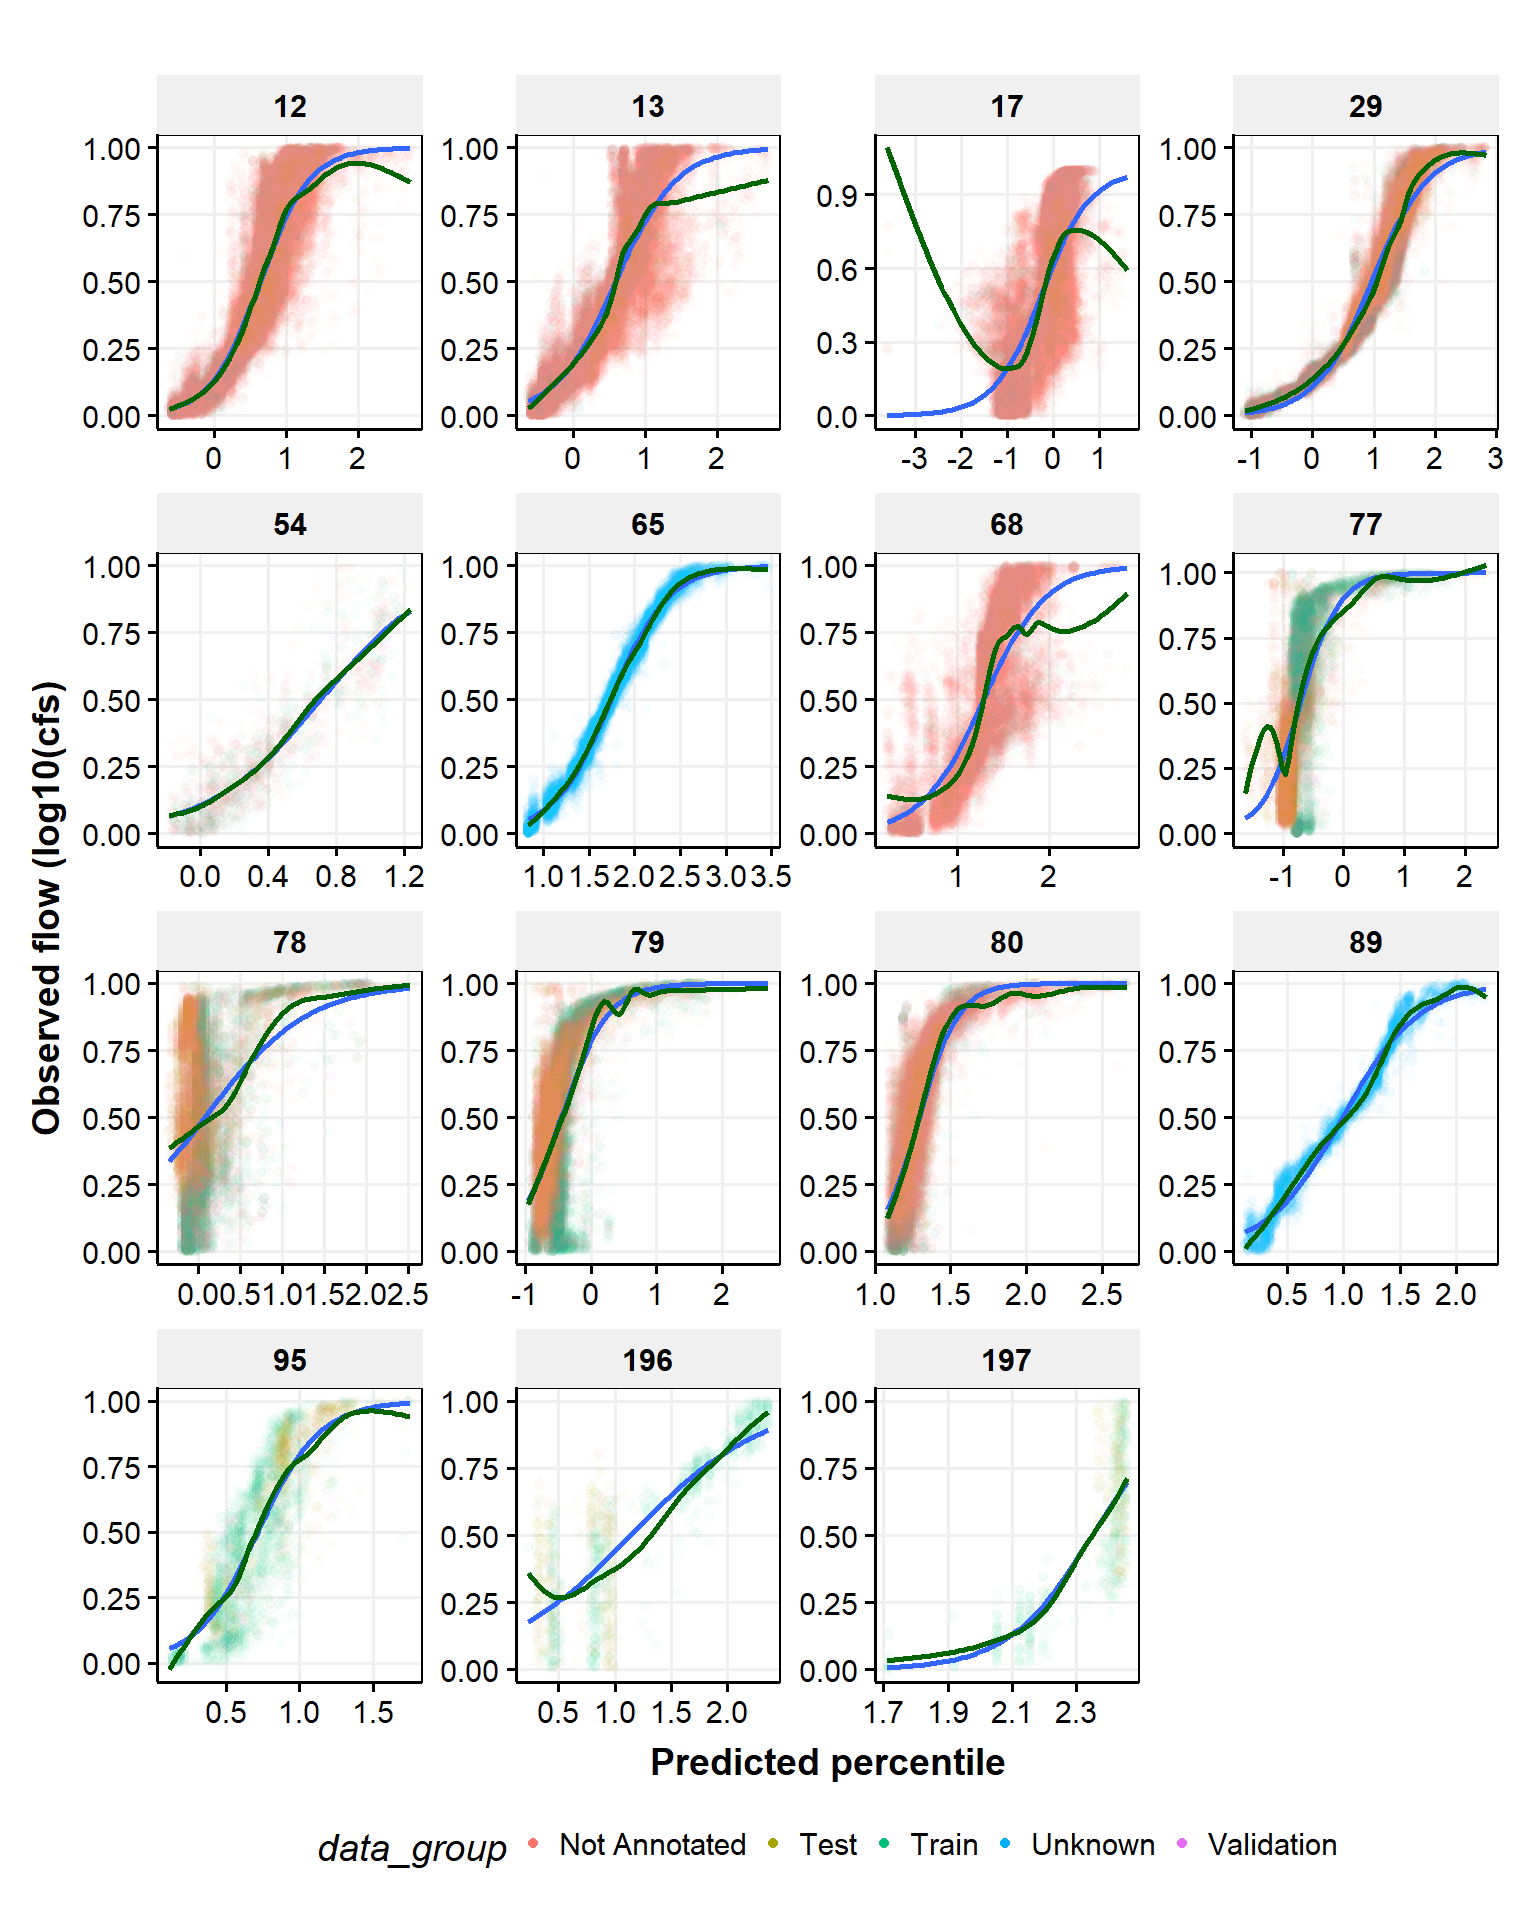 12 13 17 29
1.00 1.00 1.00
0.75 0.75 0.9 0.75
0.50 0.50 0.6 0.50
0.25 0.25 0.3 0.25
0.00 0.00 0.0 0.00
0 1 2 0 1 2 -3 -2 -1 0 1 -1 0 1 2 3
54 65 68 77
1.00 1.00 1.00 1.00
0.75 0.75 0.75 0.75
0.50 0.50 0.50 0.50
0.25 0.25 0.25 0.25
0.00 0.00 0.00 0.00
0.0 0.4 0.8 1.2 1.0 1.5 2.0 2.5 3.0 3.5 1 2 -1 0 1 2
Observed flow (log10(cfs)
78 79 80 89
1.00 1.00 1.00 1.00
0.75 0.75 0.75 0.75
0.50 0.50 0.50 0.50
0.25 0.25 0.25 0.25
0.00 0.00 0.00 0.00
0.0 0.5 1.0 1.5 2.0 2.5 -1 0 1 2 1.0 1.5 2.0 2.5 0.5 1.0 1.5 2.0
95 196 197
1.00 1.00 1.00
0.75 0.75 0.75
0.50 0.50 0.50
0.25 0.25 0.25
0.00 0.00 0.00
0.5 1.0 1.5 0.5 1.0 1.5 2.0 1.7 1.9 2.1 2.3
Predicted percentile
data_group Not Annotated Test Train Unknown Validation